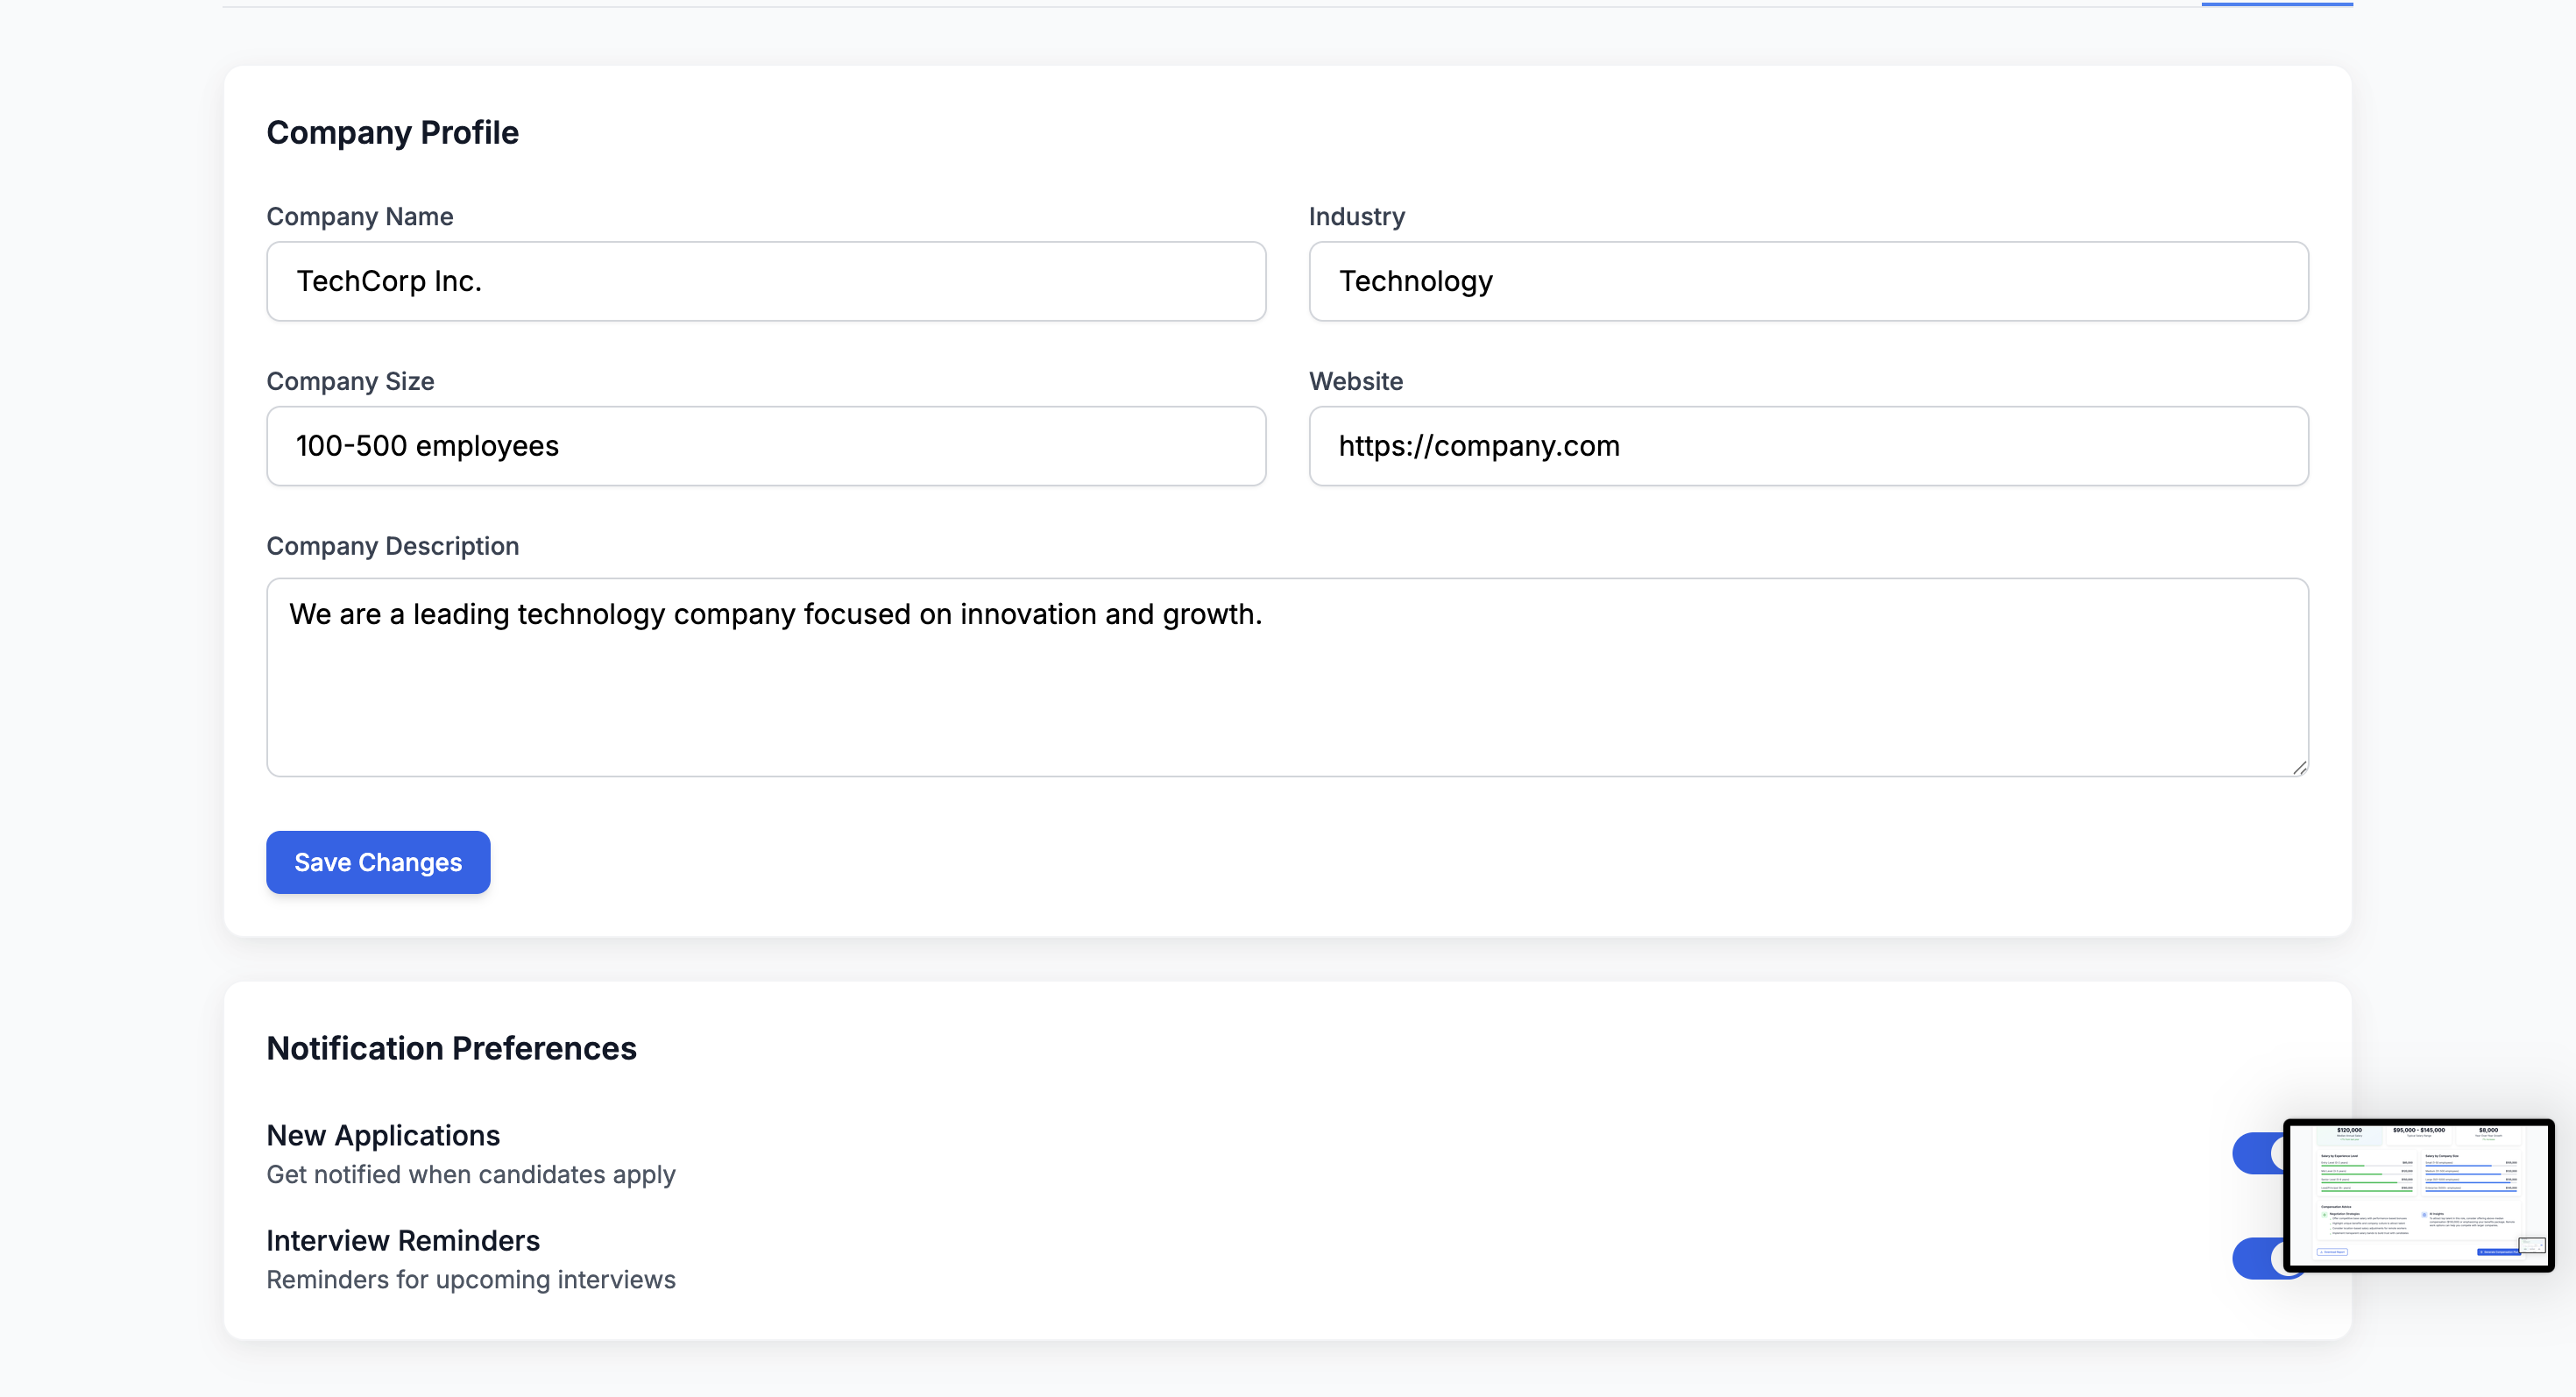 Company Profile
Company Name
Industry
TechCorp Inc.
Technology
Company Size
Website
100-500 employees
https://company.com
Company Description
We are a leading technology company focused on innovation and growth.
Save Changes
Notification Preferences
New Applications
Get notified when candidates apply
Interview Reminders
Reminders for upcoming interviews
$120,000
$95,000 - $145,000
$8,000